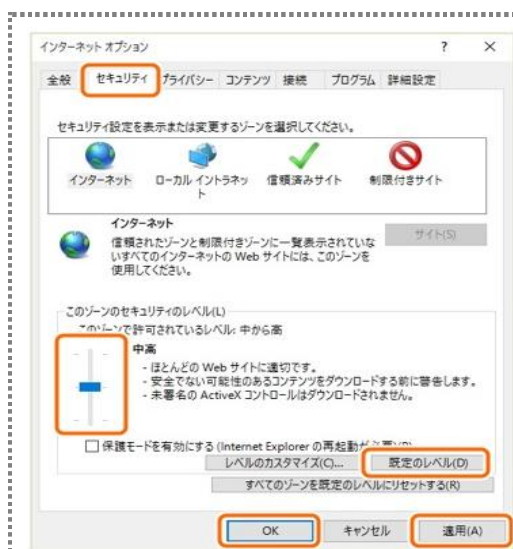 インターネット オプション ? ×
全般 セキュリティ プライバシー コンテンツ 接続 プログラム 詳細設定
セキュリティ設定を表示または変更するゾーンを選択してください。
インターネット ローカル イントラネッ 信頼済みサイト 制限付きサイト
ト
インターネット
信頼されたゾーンと制限付きゾーンに一覧表示されていな サイト(S)
いすべてのインターネットの Web サイトには、このゾーンを
使用してください。
このゾーンのセキュリティのレベル(L)
このゾーンで許可されているレベル: 中から高
中高
- ほとんどの Web サイトに適切です。
- 安全でない可能性のあるコンテンツをダウンロードする前に警告します。
- 未署名の ActiveX コントロールはダウンロードされません。
保護モードを有効にする (Internet Explorer の再起動が必要)(P)
レベルのカスタマイズ(C)... 既定のレベル(D)
すべてのゾーンを既定のレベルにリセットする(R)
OK キャンセル 適用(A)